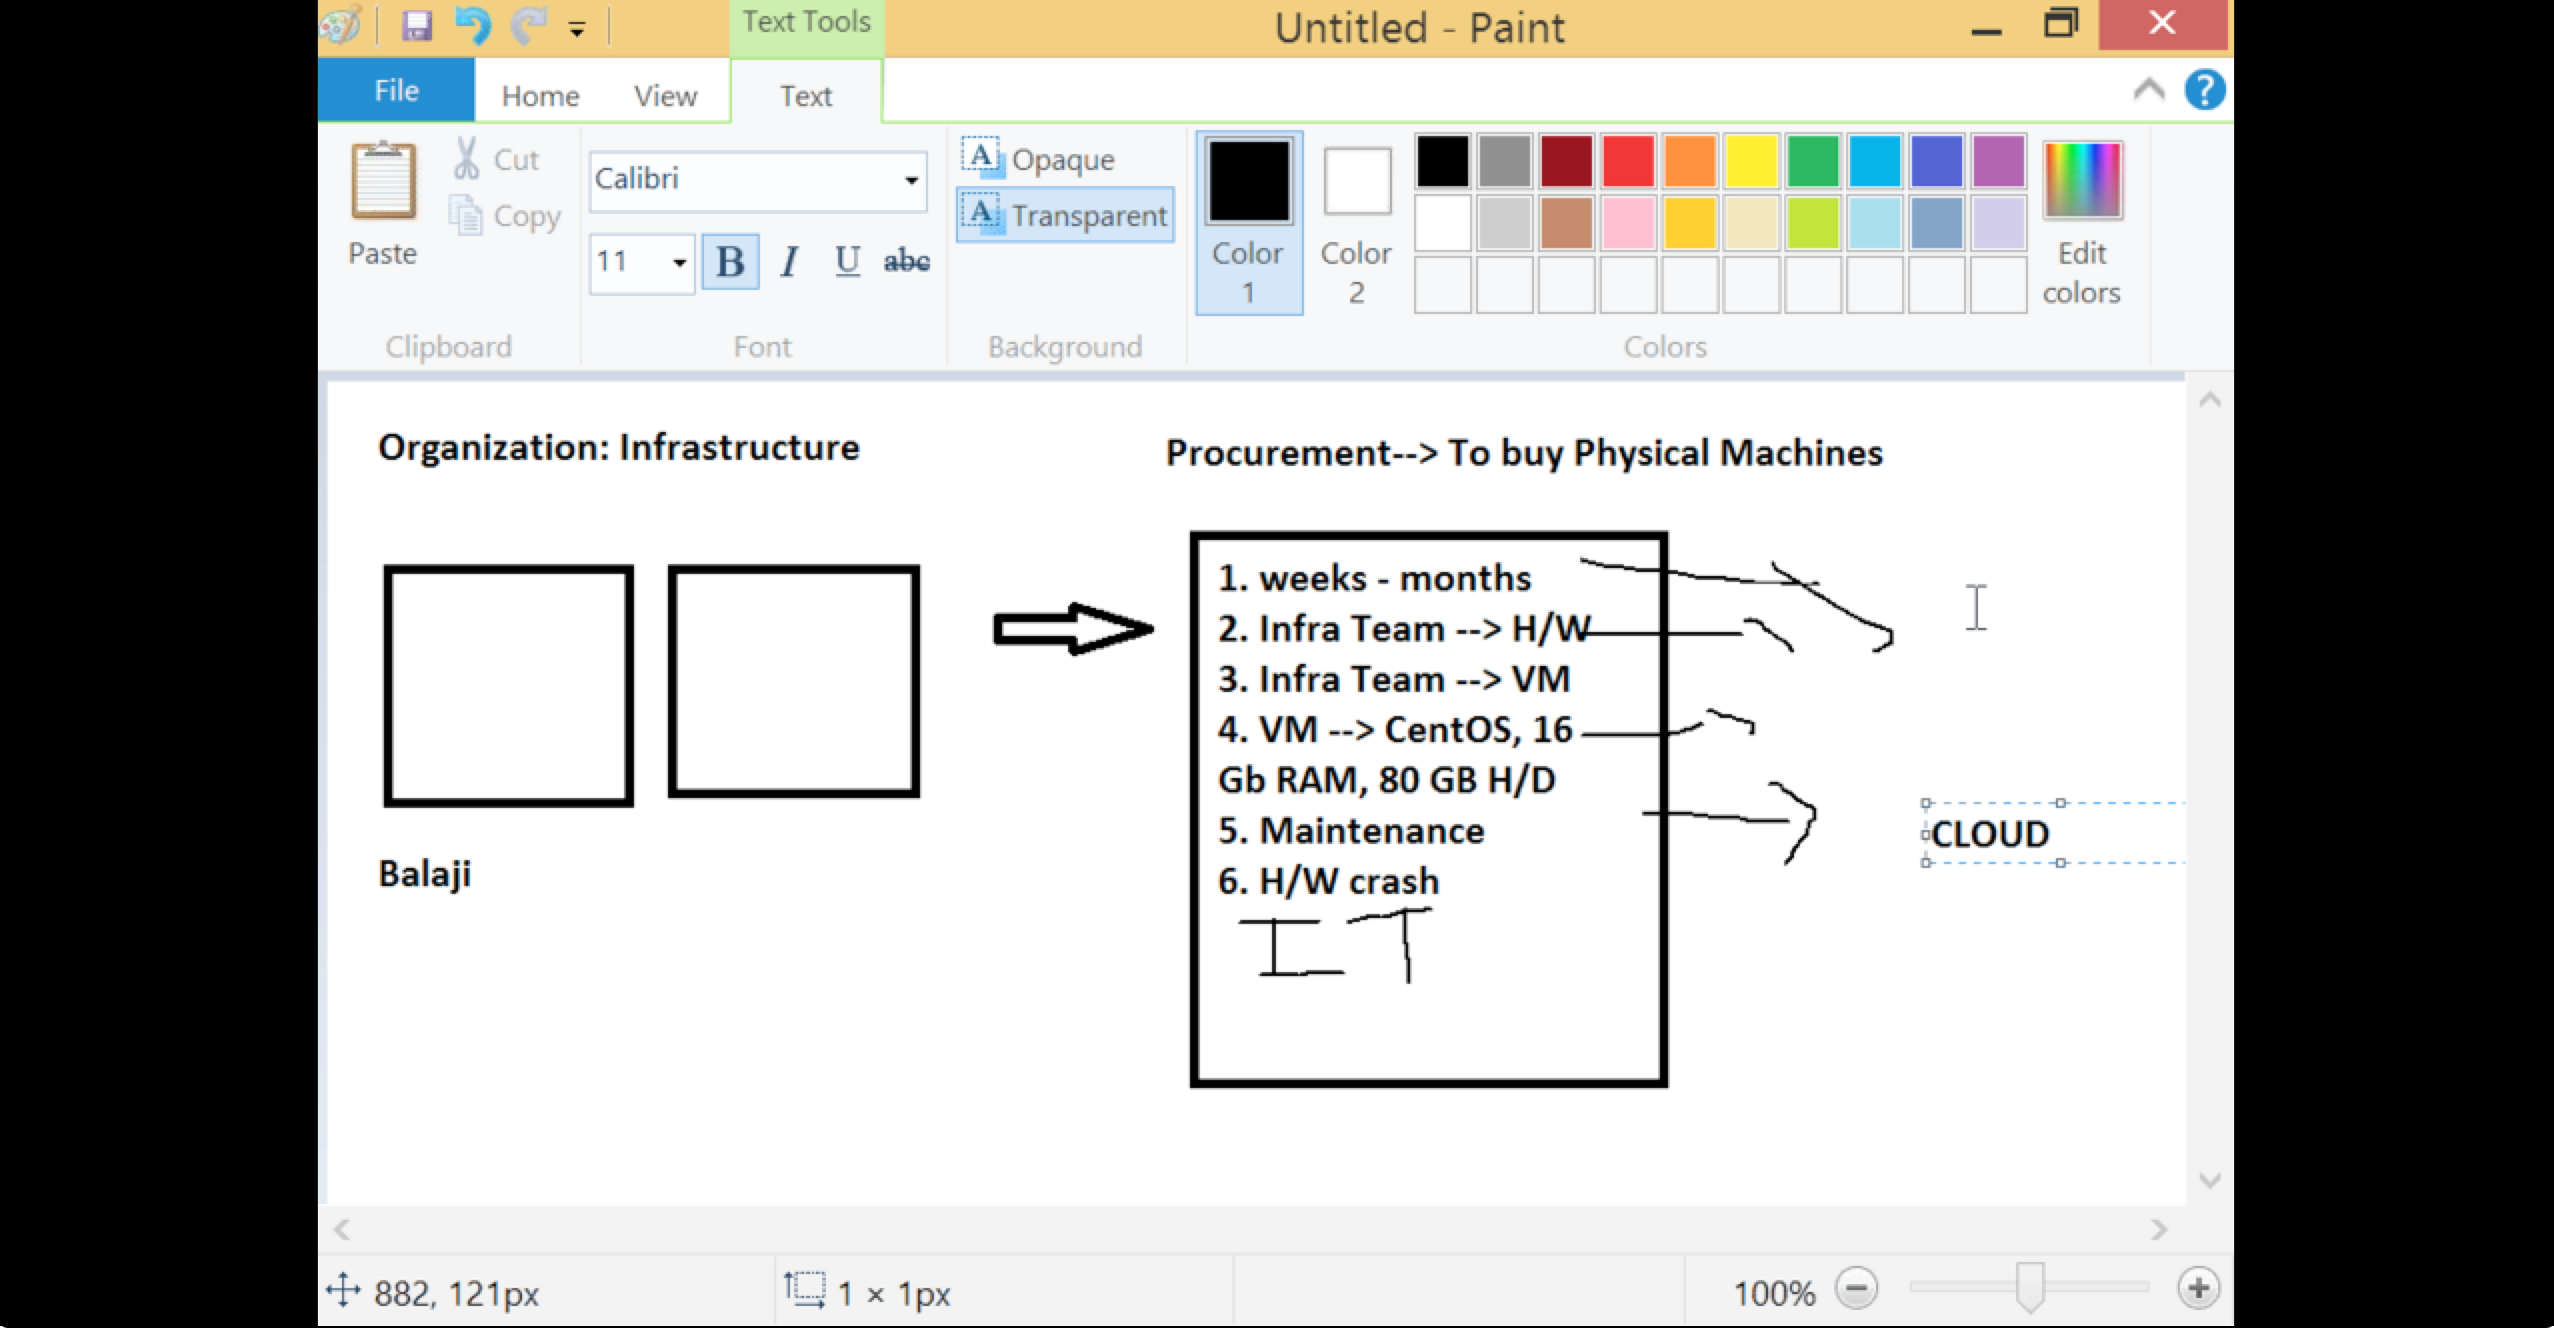 Text Tools
Untitled - Paint
File
Home
View
Text
Paste
Cut
Copy
Clipboard
Calibri
11
B I U abc
Font
Opaque
Transparent
Background
Color 1
Color 2
Edit colors
Colors
Organization: Infrastructure
Procurement--> To buy Physical Machines
1. weeks - months
2. Infra Team --> H/W
3. Infra Team --> VM
4. VM --> CentOS, 16
Gb RAM, 80 GB H/D
5. Maintenance
6. H/W crash
IT
Balaji
CLOUD
882, 121px
1 × 1px
100%